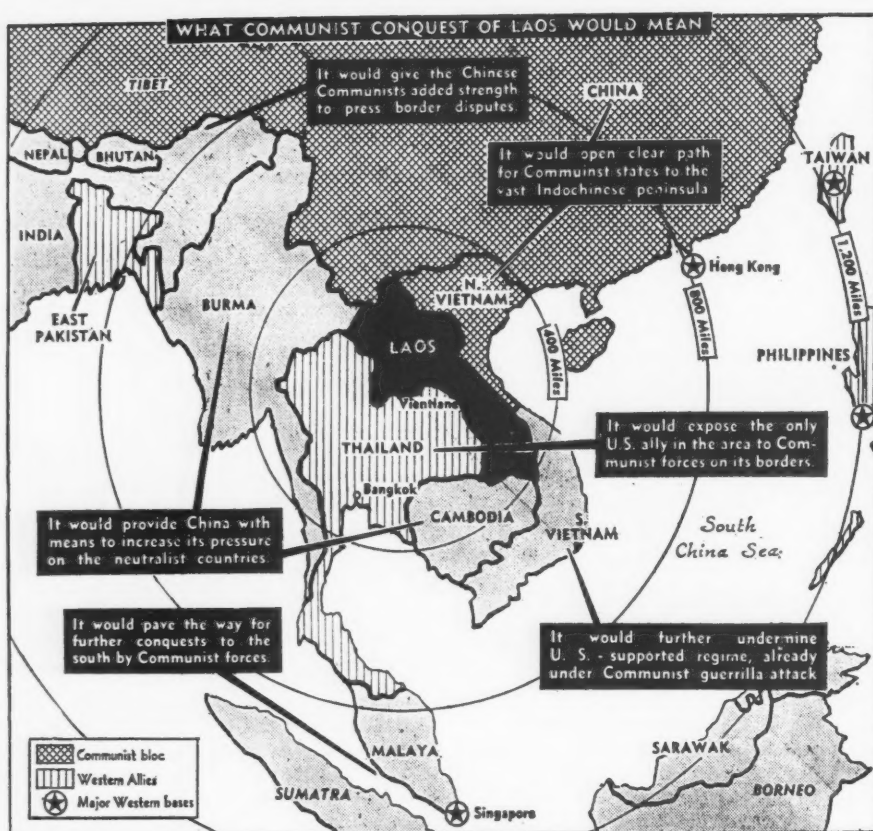 WHAT COMMUNIST CONQUEST OF LAOS WOULD MEAN
TIBET
It would give the Chinese
Communists added strength
to press border disputes.
CHINA
NEPAL
BHUTAN
It would open clear path
for Commuinst states to the
vast Indochinese peninsula
TAIWAN
INDIA
EAST
PAKISTAN
BURMA
N.
VIETNAM
Hong Kong
1,200 Miles
800 Miles
400 Miles
LAOS
PHILIPPINES
Vientiane
THAILAND
It would expose the only
U.S. ally in the area to Com-
munist forces on its borders.
Bangkok
CAMBODIA
S.
VIETNAM
South
China Sea
It would provide China with
means to increase its pressure
on the neutralist countries.
It would pave the way for
further conquests to the
south by Communist forces.
It would further undermine
U. S. - supported regime, already
under Communist guerrilla attack
Communist bloc
Western Allies
Major Western bases
MALAYA
SUMATRA
Singapore
SARAWAK
BORNEO